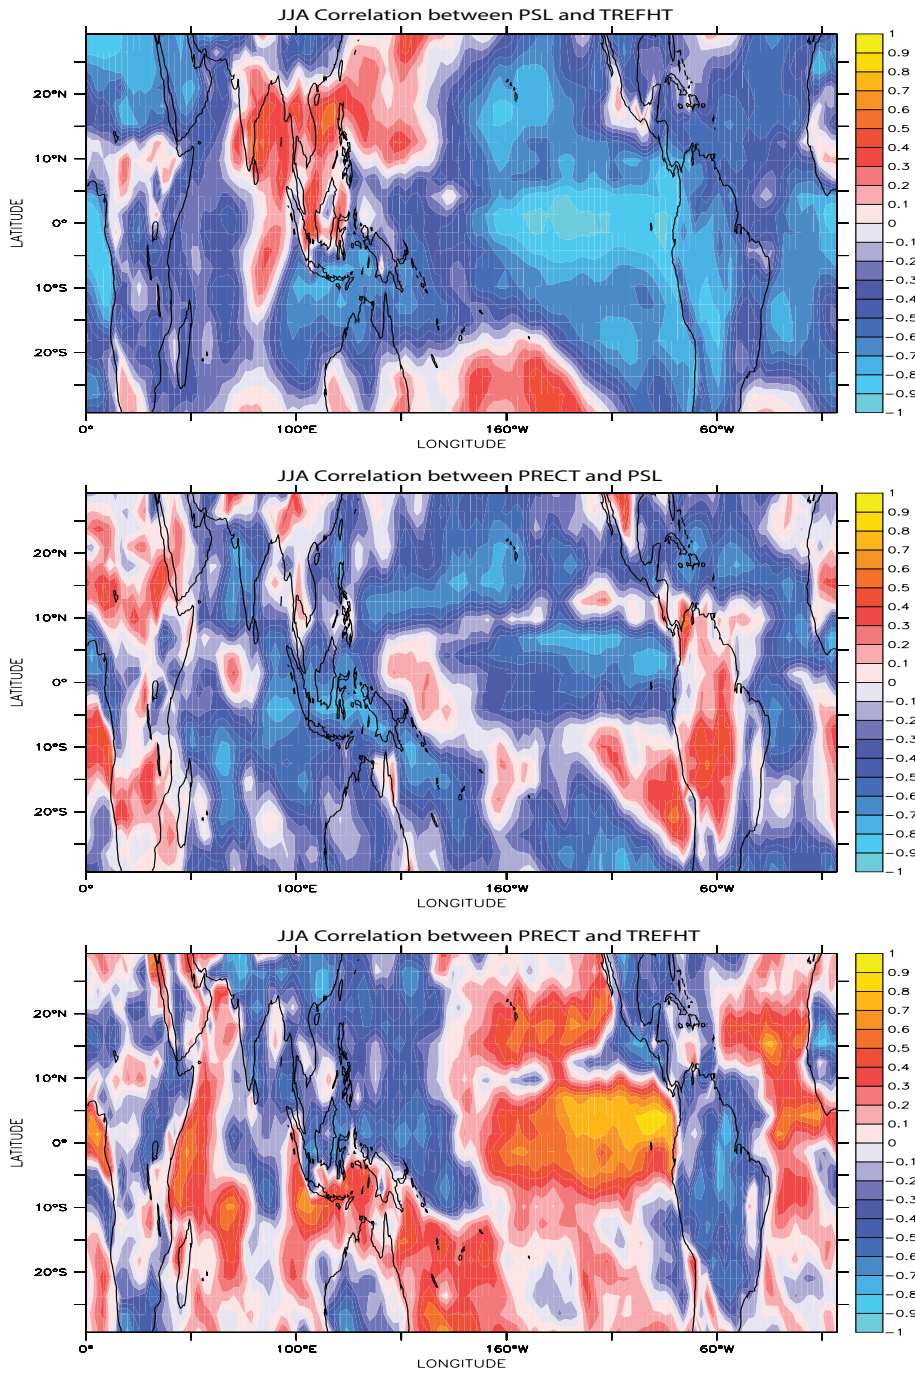 JJA Correlation between PSL and TREFHT
20°N
10°N
0°
10°S
20°S
LATITUDE
0°
100°E
160°W
60°W
LONGITUDE
1
0.9
0.8
0.7
0.6
0.5
0.4
0.3
0.2
0.1
0
-0.1
-0.2
-0.3
-0.4
-0.5
-0.6
-0.7
-0.8
-0.9
-1
JJA Correlation between PRECT and PSL
20°N
10°N
0°
10°S
20°S
LATITUDE
0°
100°E
160°W
60°W
LONGITUDE
1
0.9
0.8
0.7
0.6
0.5
0.4
0.3
0.2
0.1
0
-0.1
-0.2
-0.3
-0.4
-0.5
-0.6
-0.7
-0.8
-0.9
-1
JJA Correlation between PRECT and TREFHT
20°N
10°N
0°
10°S
20°S
LATITUDE
0°
100°E
160°W
60°W
LONGITUDE
1
0.9
0.8
0.7
0.6
0.5
0.4
0.3
0.2
0.1
0
-0.1
-0.2
-0.3
-0.4
-0.5
-0.6
-0.7
-0.8
-0.9
-1